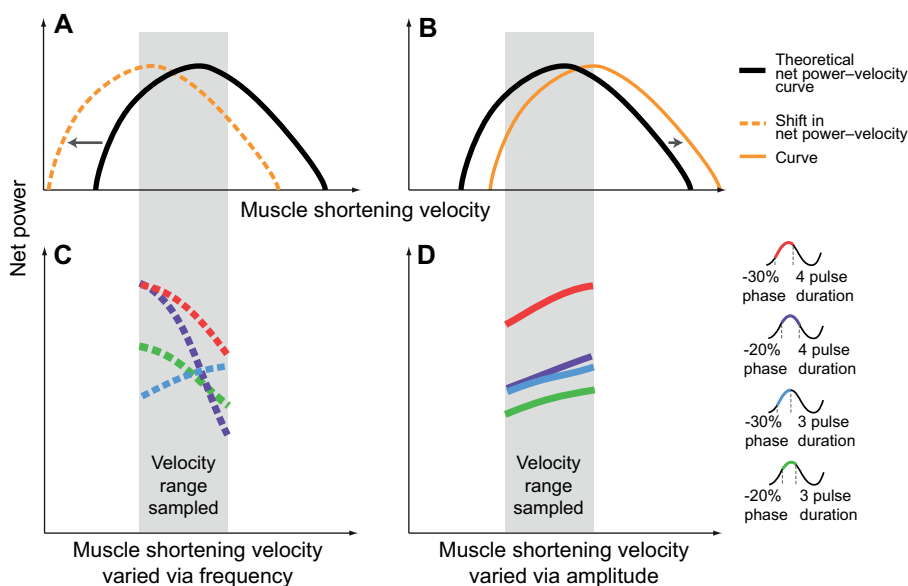 A
B
Theoretical
net power–velocity
curve
Shift in
net power–velocity
Curve
Muscle shortening velocity
Net power
C
D
Velocity
range
sampled
Velocity
range
sampled
Muscle shortening velocity
varied via frequency
Muscle shortening velocity
varied via amplitude
-30% 4 pulse
phase duration
-20% 4 pulse
phase duration
-30% 3 pulse
phase duration
-20% 3 pulse
phase duration